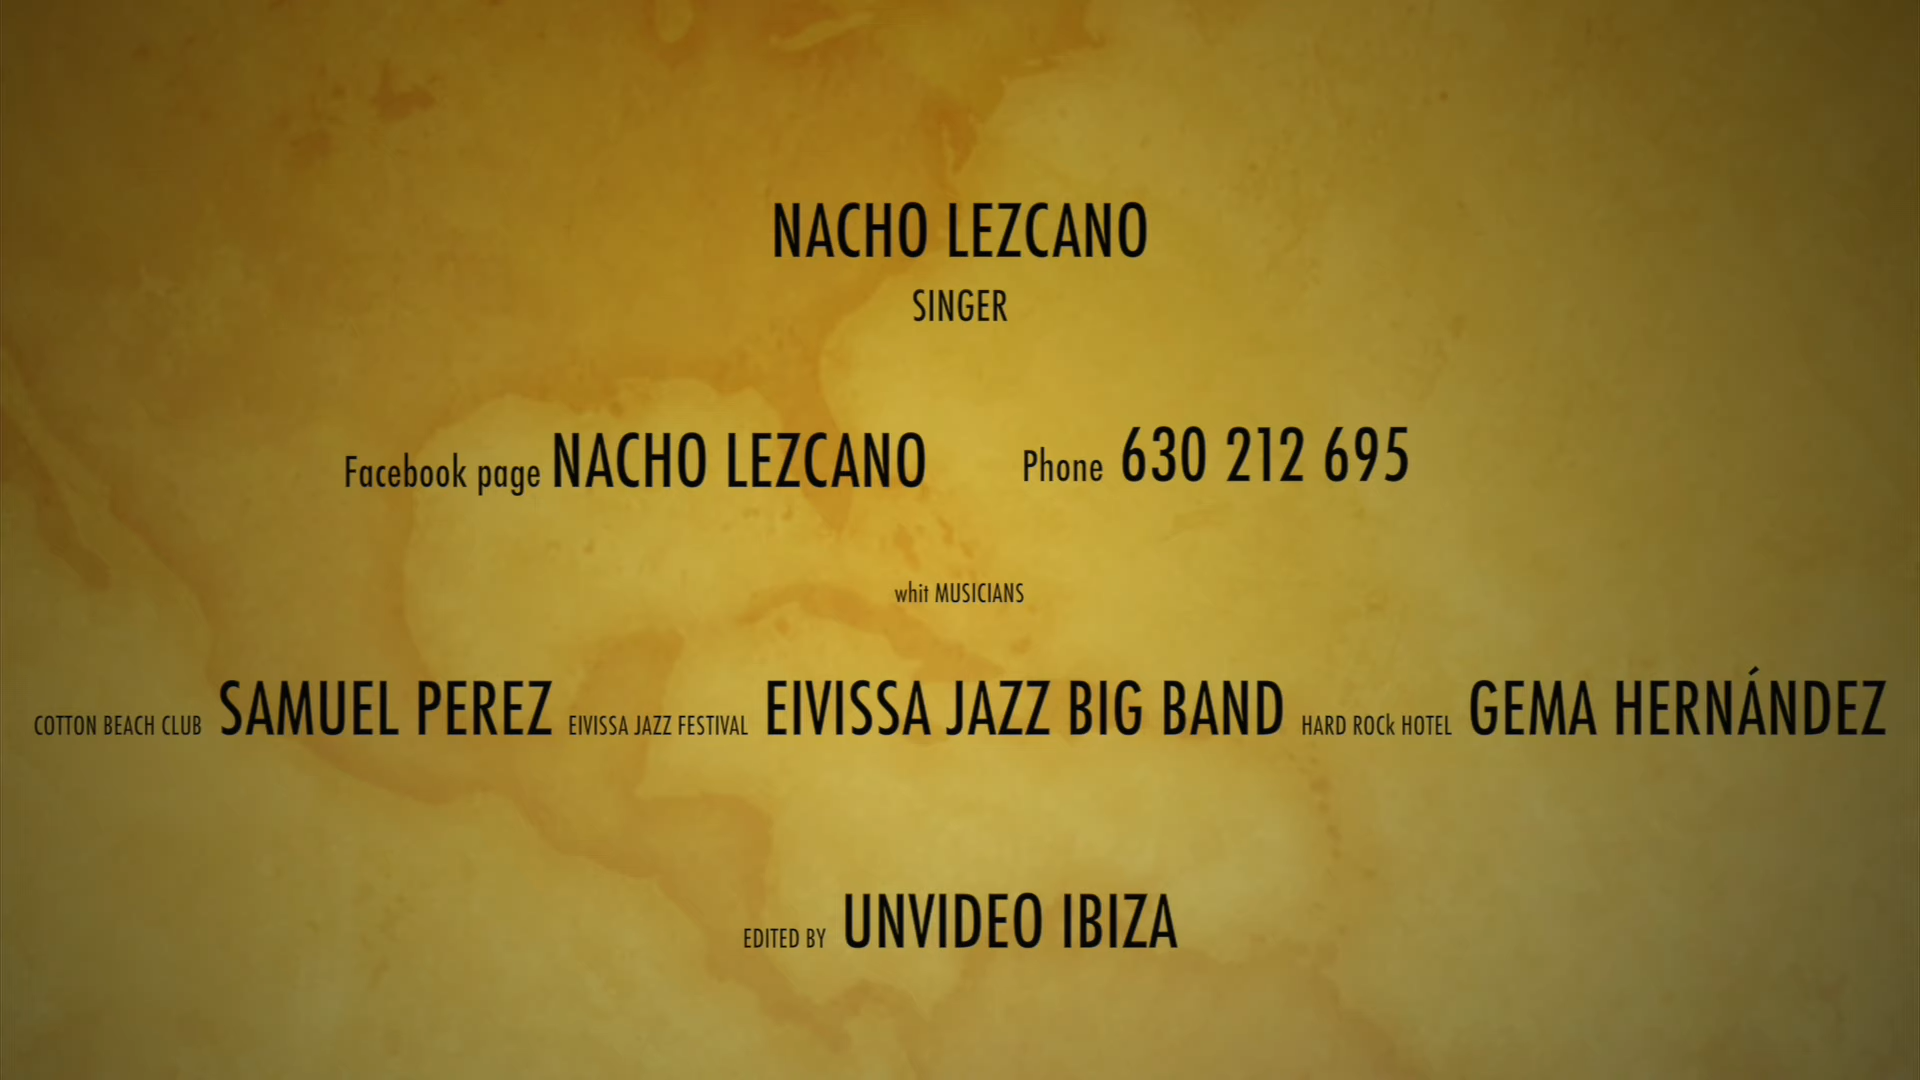 NACHO LEZCANO
SINGER
Facebook page NACHO LEZCANO Phone 630 212 695
whit MUSICIANS
COTTON BEACH CLUB SAMUEL PEREZ EIVISSA JAZZ FESTIVAL EIVISSA JAZZ BIG BAND HARD ROCk HOTEL GEMA HERNÁNDEZ
EDITED BY UNVIDEO IBIZA